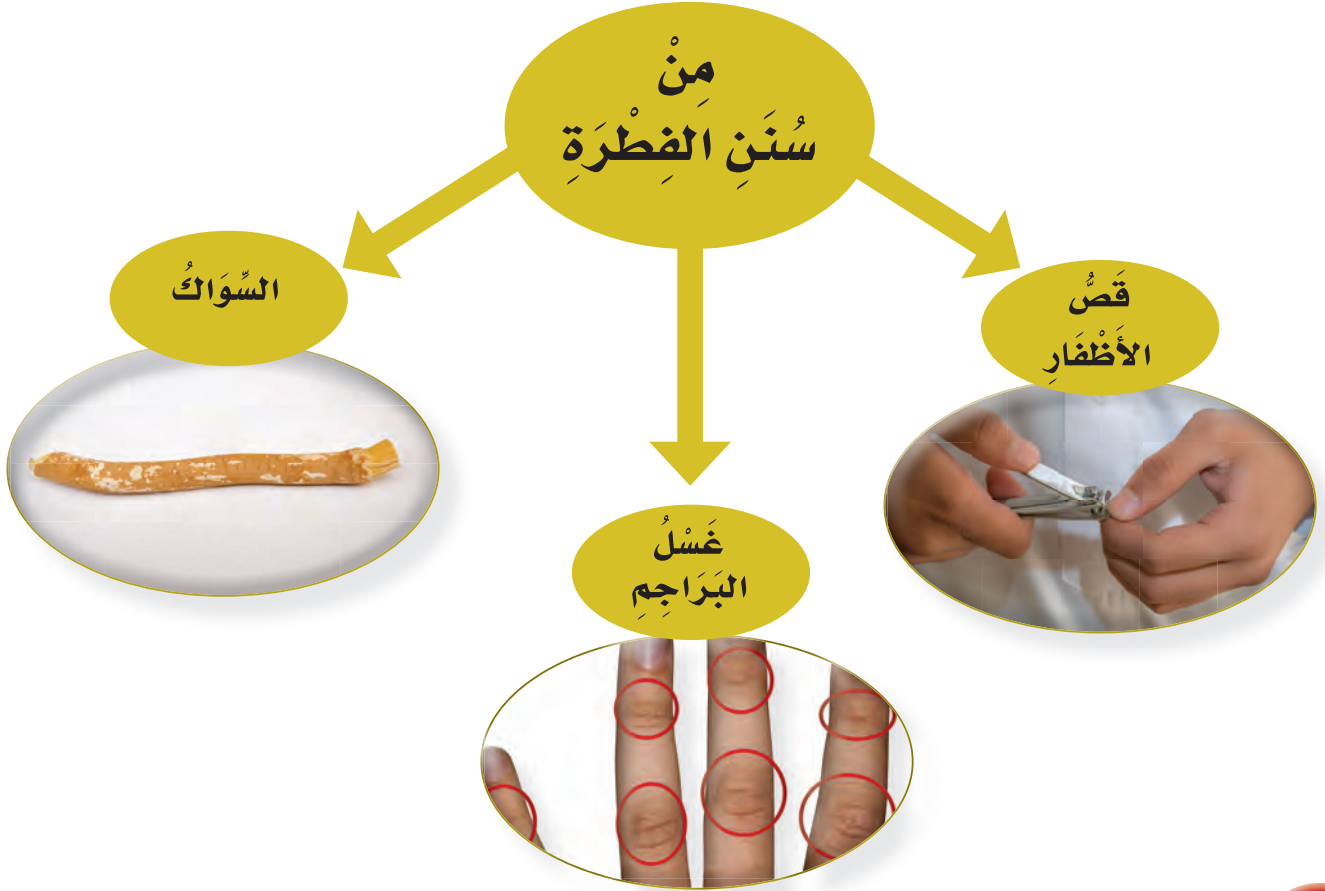 مِنْ
سُنَنِ الفِطْرَةِ
قَصُّ
الأَظْفَارِ
غَسْلُ
البَرَاجِمِ
السِّوَاكُ